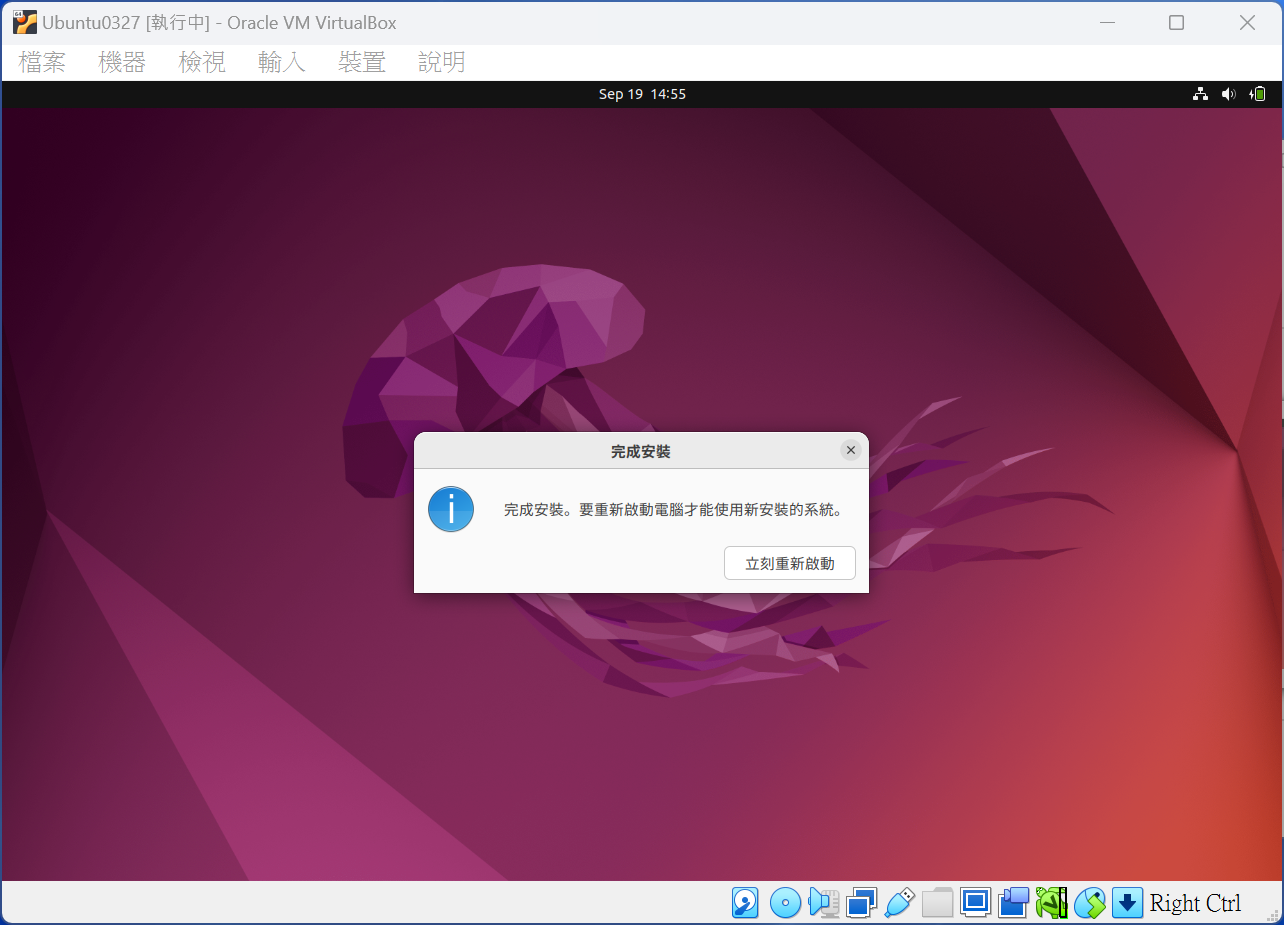 Ubuntu0327 [執行中] - Oracle VM VirtualBox
檔案 機器 檢視 輸入 裝置 說明
Sep 19 14:55
完成安裝
完成安裝。要重新啟動電腦才能使用新安裝的系統。
立刻重新啟動
Right Ctrl